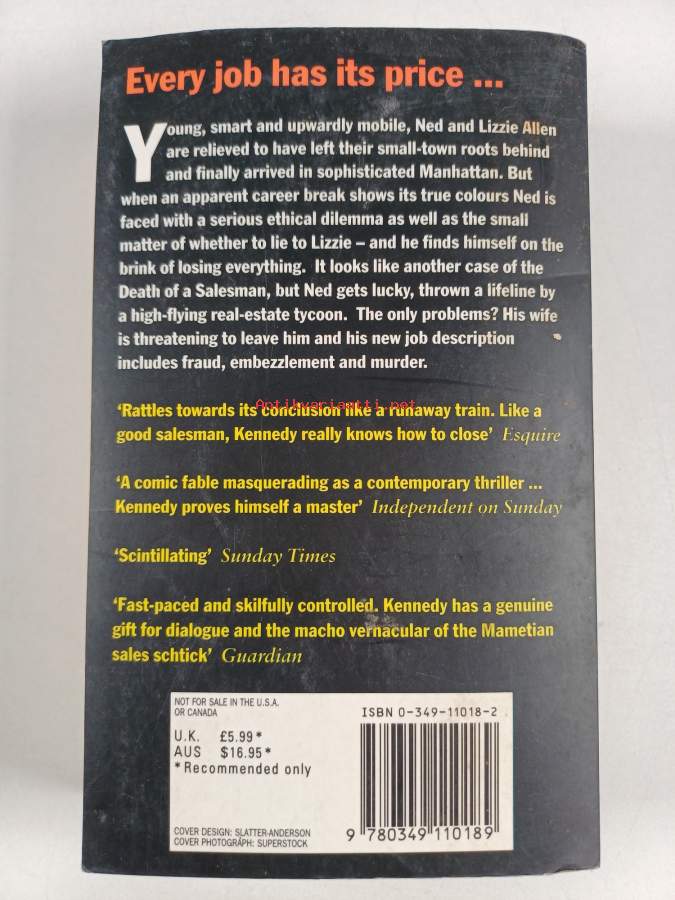 Every job has its price ...
Young, smart and upwardly mobile, Ned and Lizzie Allen
are relieved to have left their small-town roots behind
and finally arrived in sophisticated Manhattan. But
when an apparent career break shows its true colours Ned is
faced with a serious ethical dilemma as well as the small
matter of whether to lie to Lizzie – and he finds himself on the
brink of losing everything. It looks like another case of the
Death of a Salesman, but Ned gets lucky, thrown a lifeline by
a high-flying real-estate tycoon. The only problems? His wife
is threatening to leave him and his new job description
includes fraud, embezzlement and murder.
Antikvariaatti.net
‘Rattles towards its conclusion like a runaway train. Like a
good salesman, Kennedy really knows how to close’ Esquire
‘A comic fable masquerading as a contemporary thriller ...
Kennedy proves himself a master’ Independent on Sunday
‘Scintillating’ Sunday Times
‘Fast-paced and skilfully controlled. Kennedy has a genuine
gift for dialogue and the macho vernacular of the Mametian
sales schtick’ Guardian
NOT FOR SALE IN THE U.S.A.
OR CANADA
U.K. £5.99*
AUS $16.95*
*Recommended only
COVER DESIGN: SLATTER-ANDERSON
COVER PHOTOGRAPH: SUPERSTOCK
ISBN 0-349-11018-2
9 780349 110189